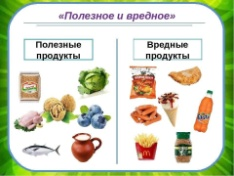 «Полезное и вредное»
Полезные
продукты
Вредные
продукты